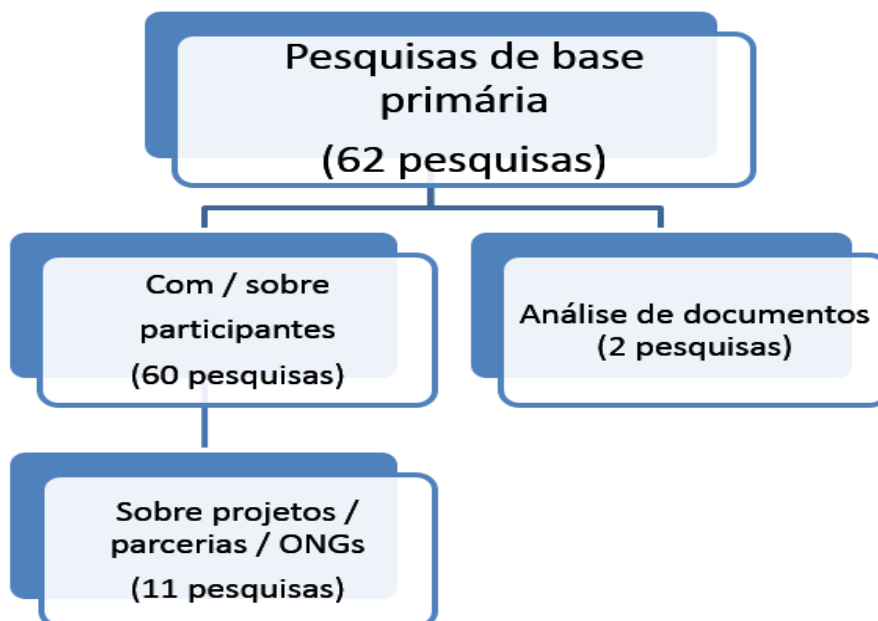 Pesquisas de base
primária
(62 pesquisas)
Com / sobre
participantes
(60 pesquisas)
Análise de documentos
(2 pesquisas)
Sobre projetos /
parcerias / ONGs
(11 pesquisas)